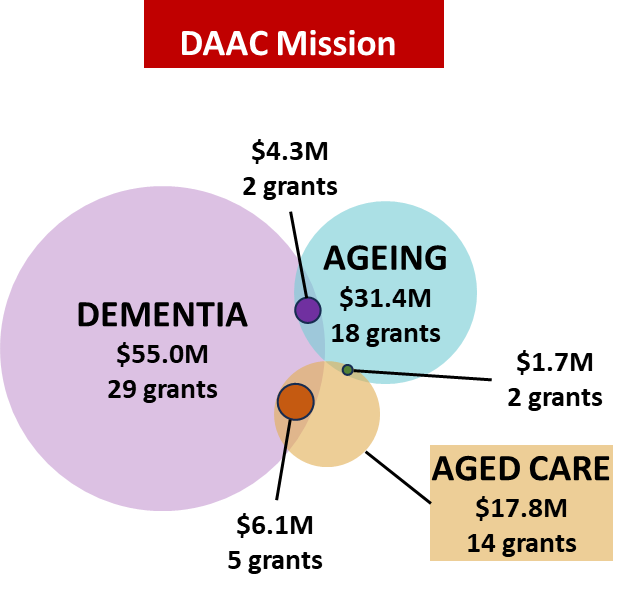 DAAC Mission
$4.3M
2 grants
AGEING
$31.4M
18 grants
DEMENTIA
$55.0M
29 grants
$1.7M
2 grants
AGED CARE
$17.8M
14 grants
$6.1M
5 grants